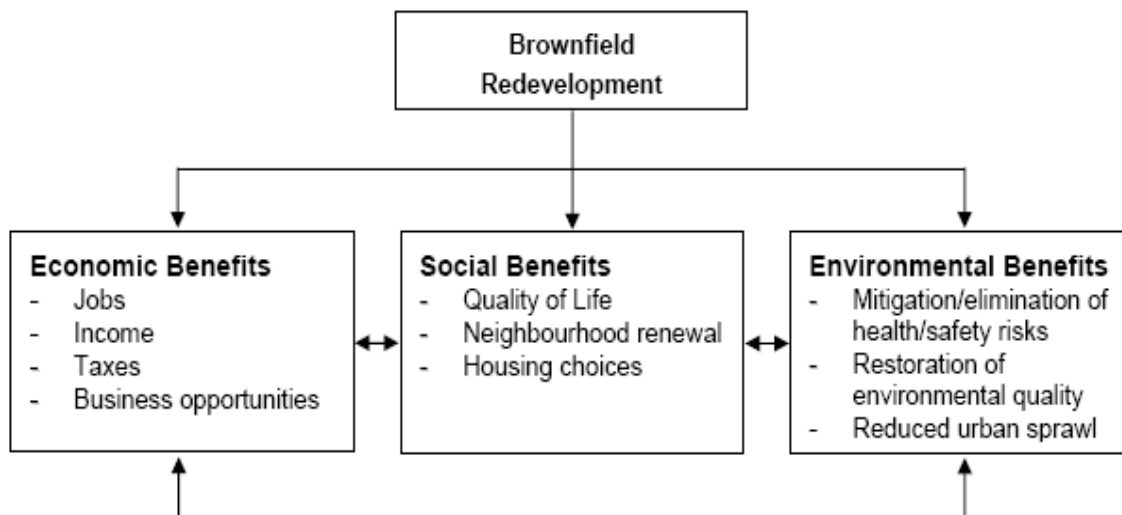 Brownfield
Redevelopment
Economic Benefits
- Jobs
- Income
- Taxes
- Business opportunities
Social Benefits
- Quality of Life
- Neighbourhood renewal
- Housing choices
Environmental Benefits
- Mitigation/elimination of
health/safety risks
- Restoration of
environmental quality
- Reduced urban sprawl